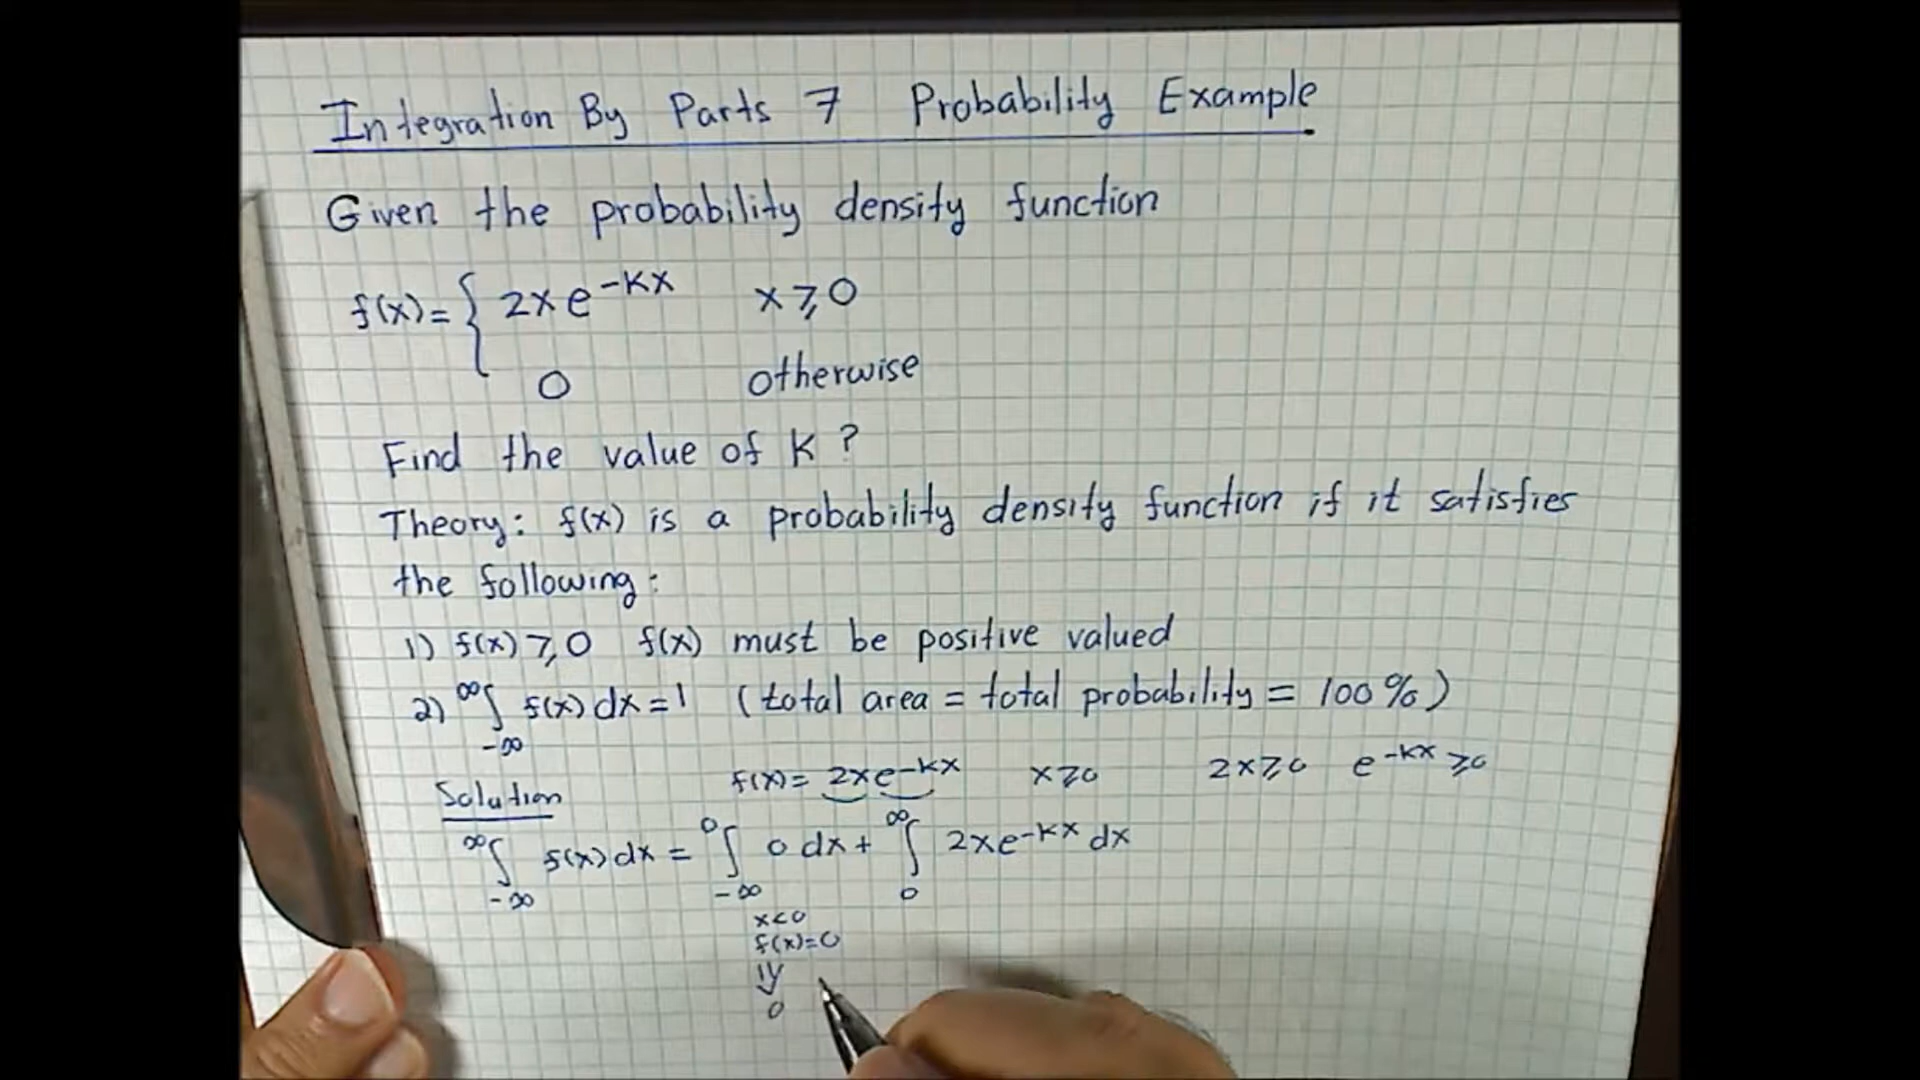 Integration By Parts 7 Probability Example
Given the probability density function
f(x) = { 2xe^-kx x ≥ 0
0 otherwise
Find the value of k ?
Theory: f(x) is a probability density function if it satisfies
the following:
1) f(x) ≥ 0 f(x) must be positive valued
2) ∞∫-∞ f(x) dx = 1 (total area = total probability = 100%)
f(x) = 2xe^-kx x ≥ 0 2x ≥ 0 e^-kx ≥ 0
Solution
∞∫-∞ f(x) dx = 0∫-∞ 0 dx + ∞∫0 2xe^-kx dx
x<0
f(x)=0
⇓
0